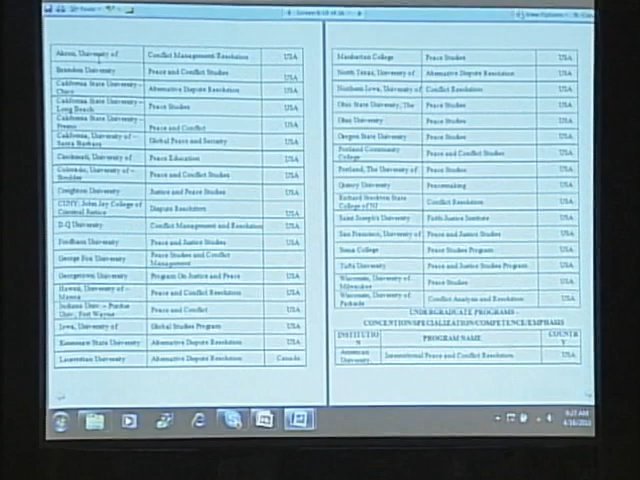 Akron, University of Conflict Management/Resolution USA
Brandon University Peace and Conflict Studies USA
California State University – Chico Alternative Dispute Resolution USA
California State University – Long Beach Peace Studies USA
California State University – Fresno Peace and Conflict USA
California, University of – Santa Barbara Global Peace and Security USA
Cincinnati, University of Peace Education USA
Colorado, University of – Boulder Peace and Conflict Studies USA
Creighton University Justice and Peace Studies USA
CUNY: John Jay College of Criminal Justice Dispute Resolution USA
D-Q University Conflict Management and Resolution USA
Fordham University Peace and Justice Studies USA
George Fox University Peace Studies and Conflict Management
Georgetown University Program On Justice and Peace USA
Hawaii, University of – Manoa Peace and Conflict Resolution USA
Indiana Univ. – Purdue Univ., Fort Wayne Peace and Conflict USA
Iowa, University of Global Studies Program USA
Kennesaw State University Alternative Dispute Resolution USA
Laurentian University Alternative Dispute Resolution Canada
Manhattan College Peace Studies USA
North Texas, University of Alternative Dispute Resolution USA
Northern Iowa, University of Conflict Resolution USA
Ohio State University, The Peace Studies USA
Ohio University Peace Studies USA
Oregon State University Peace Studies USA
Portland Community College Peace and Conflict Studies USA
Portland, The University of Peace Studies USA
Quincy University Peacemaking USA
Richard Stockton State College of NJ Conflict Resolution USA
Saint Joseph's University Faith-Justice Institute USA
San Francisco, University of Peace and Justice Studies USA
Siena College Peace Studies Program USA
Tufts University Peace and Justice Studies Program USA
Wisconsin, University of Milwaukee Peace Studies USA
Wisconsin, University of Parkside Conflict Analysis and Resolution USA
UNDERGRADUATE PROGRAMS -
CONCENTION/SPECIALIZATION/COMPETENCE/EMPHASIS
INSTITUTION PROGRAM NAME COUNTRY
American University International Peace and Conflict Resolution USA
9:27 AM